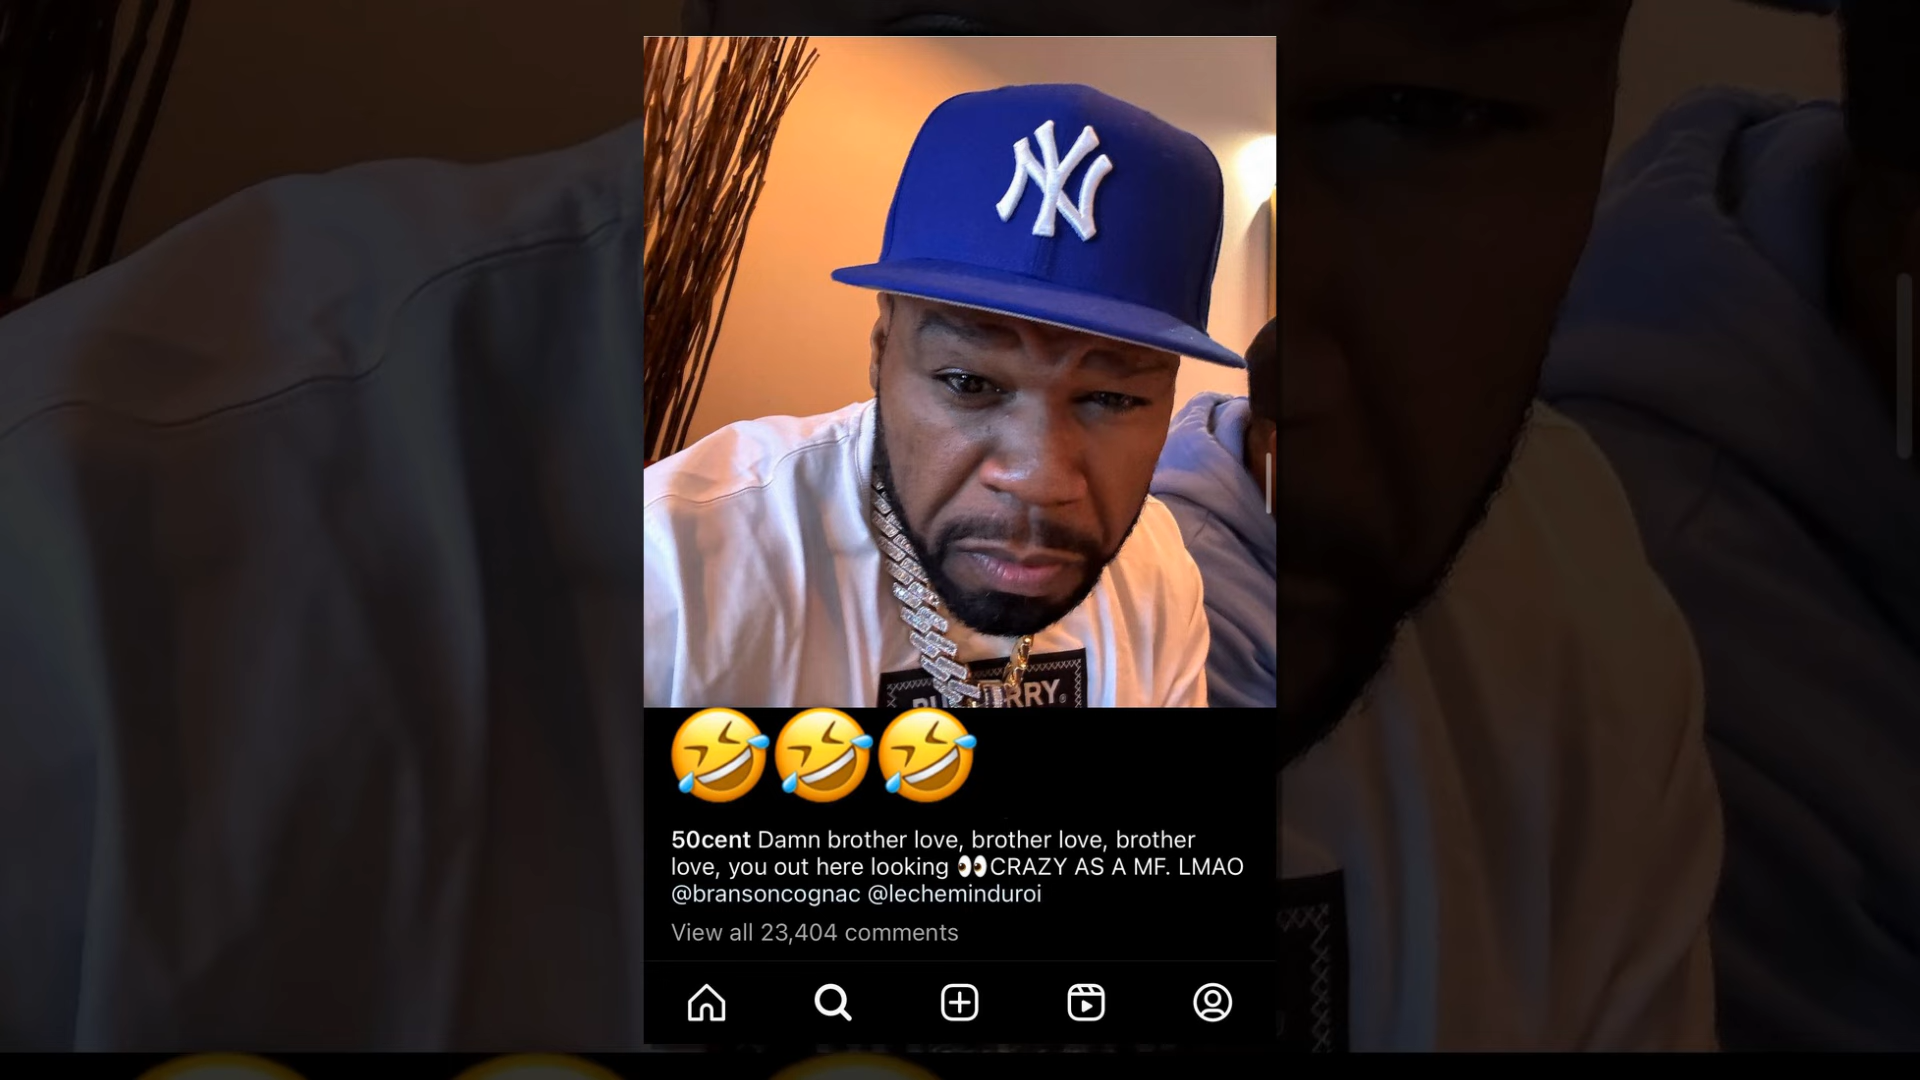 NY
BURBERRY®
🤣🤣🤣
50cent Damn brother love, brother love, brother
love, you out here looking 👀CRAZY AS A MF. LMAO
@bransoncognac @lecheminduroi
View all 23,404 comments